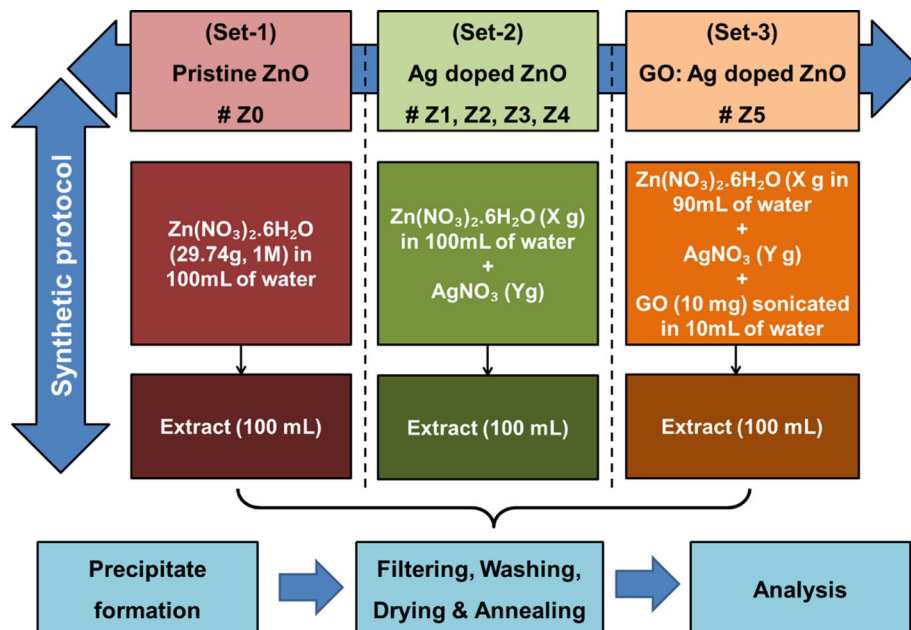 Synthetic protocol
(Set-1)
Pristine ZnO
# Z0
(Set-2)
Ag doped ZnO
# Z1, Z2, Z3, Z4
(Set-3)
GO: Ag doped ZnO
# Z5
Zn(NO₃)₂.6H₂O
(29.74g, 1M) in
100mL of water
Zn(NO₃)₂.6H₂O (X g)
in 100mL of water
+
AgNO₃ (Yg)
Zn(NO₃)₂.6H₂O (X g in
90mL of water
+
AgNO₃ (Y g)
+
GO (10 mg) sonicated
in 10mL of water
Extract (100 mL)
Extract (100 mL)
Extract (100 mL)
Precipitate
formation
Filtering, Washing,
Drying & Annealing
Analysis